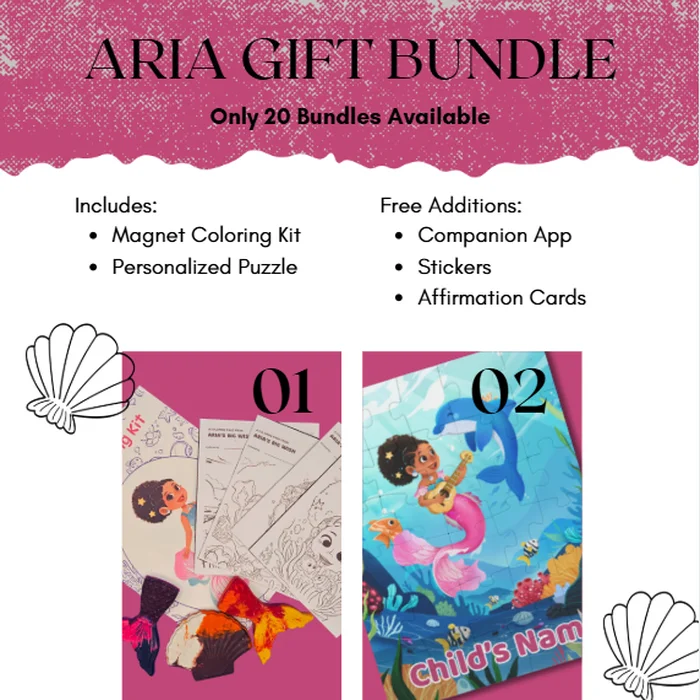 ARIA GIFT BUNDLE
Only 20 Bundles Available
Includes:
Magnet Coloring Kit
Personalized Puzzle
Free Additions:
Companion App
Stickers
Affirmation Cards
01
02
Kit
ARIA'S BIG WISH
ARIA'S BIG WISH
Child's Nam